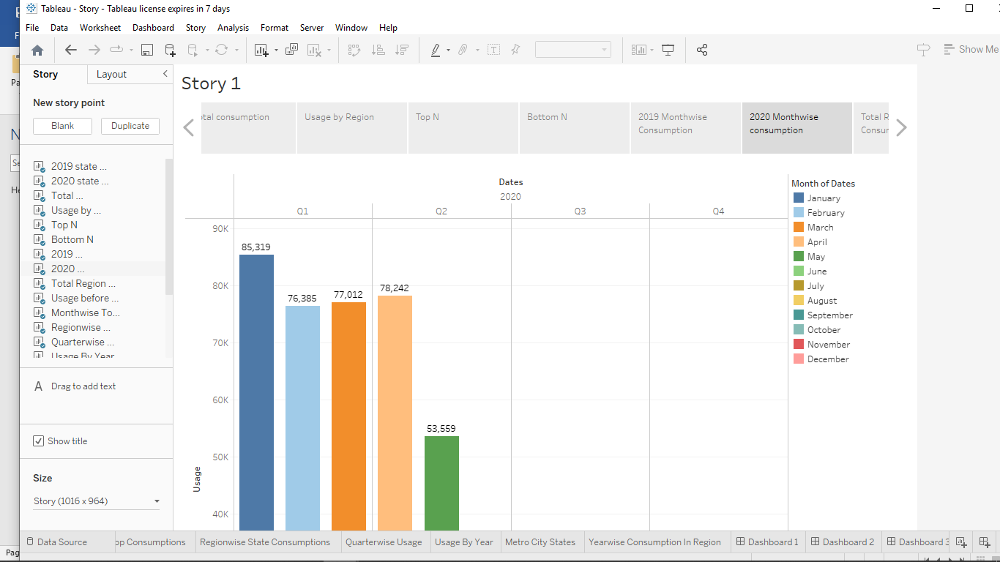 Tableau - Story - Tableau license expires in 7 days
File Data Worksheet Dashboard Story Analysis Format Server Window Help
Show Me
Story Layout
New story point
Blank Duplicate
2019 state ...
2020 state ...
Total ...
Usage by ...
Top N
Bottom N
2019 ...
2020 ...
Total Region ...
Usage before ...
Monthwise To...
Regionwise ...
Quarterwise ...
Usage By Year
A Drag to add text
Show title
Size
Story (1016 x 964)
Story 1
otal consumption
Usage by Region
Top N
Bottom N
2019 Monthwise
Consumption
2020 Monthwise
consumption
Total R
Consur
Dates
2020
Q1 Q2 Q3 Q4
90K
80K
70K
60K
50K
40K
Usage
85,319
76,385
77,012
78,242
53,559
Month of Dates
January
February
March
April
May
June
July
August
September
October
November
December
Data Source op Consumptions Regionwise State Consumptions Quarterwise Usage Usage By Year Metro City States Yearwise Consumption In Region Dashboard 1 Dashboard 2 Dashboard 3
Pag